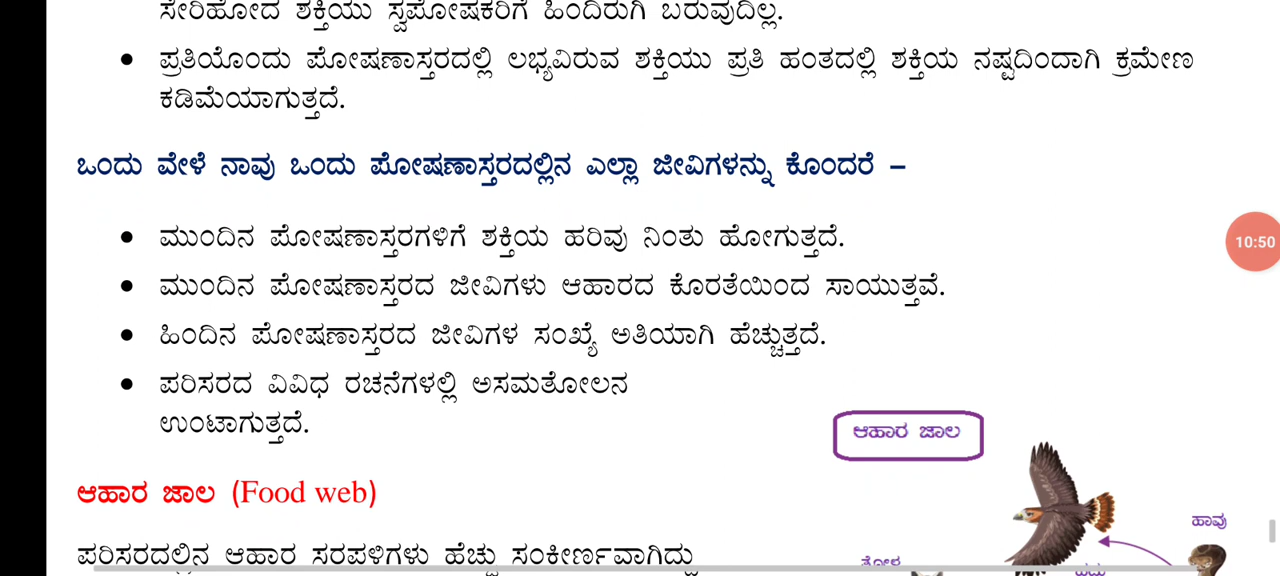 ಸೇರಿಹೋದ ಶಕ್ತಿಯು ಸ್ವಪೋಷಕರಿಗೆ ಹಿಂದಿರುಗಿ ಬರುವುದಿಲ್ಲ.
• ಪ್ರತಿಯೊಂದು ಪೋಷಣಾಸ್ತರದಲ್ಲಿ ಲಭ್ಯವಿರುವ ಶಕ್ತಿಯು ಪ್ರತಿ ಹಂತದಲ್ಲಿ ಶಕ್ತಿಯ ನಷ್ಟದಿಂದಾಗಿ ಕ್ರಮೇಣ
ಕಡಿಮೆಯಾಗುತ್ತದೆ.
ಒಂದು ವೇಳೆ ನಾವು ಒಂದು ಪೋಷಣಾಸ್ತರದಲ್ಲಿನ ಎಲ್ಲಾ ಜೀವಿಗಳನ್ನು ಕೊಂದರೆ –
• ಮುಂದಿನ ಪೋಷಣಾಸ್ತರಗಳಿಗೆ ಶಕ್ತಿಯ ಹರಿವು ನಿಂತು ಹೋಗುತ್ತದೆ.
10:50
• ಮುಂದಿನ ಪೋಷಣಾಸ್ತರದ ಜೀವಿಗಳು ಆಹಾರದ ಕೊರತೆಯಿಂದ ಸಾಯುತ್ತವೆ.
• ಹಿಂದಿನ ಪೋಷಣಾಸ್ತರದ ಜೀವಿಗಳ ಸಂಖ್ಯೆ ಅತಿಯಾಗಿ ಹೆಚ್ಚುತ್ತದೆ.
• ಪರಿಸರದ ವಿವಿಧ ರಚನೆಗಳಲ್ಲಿ ಅಸಮತೋಲನ
ಉಂಟಾಗುತ್ತದೆ.
ಆಹಾರ ಜಾಲ
ಆಹಾರ ಜಾಲ (Food web)
ಹಾವು
ಪರಿಸರದಲ್ಲಿನ ಆಹಾರ ಸರಪಳಿಗಳು ಹೆಚ್ಚು ಸಂಕೀರ್ಣವಾಗಿದ್ದು
ತೋಳ
ಹದ್ದು